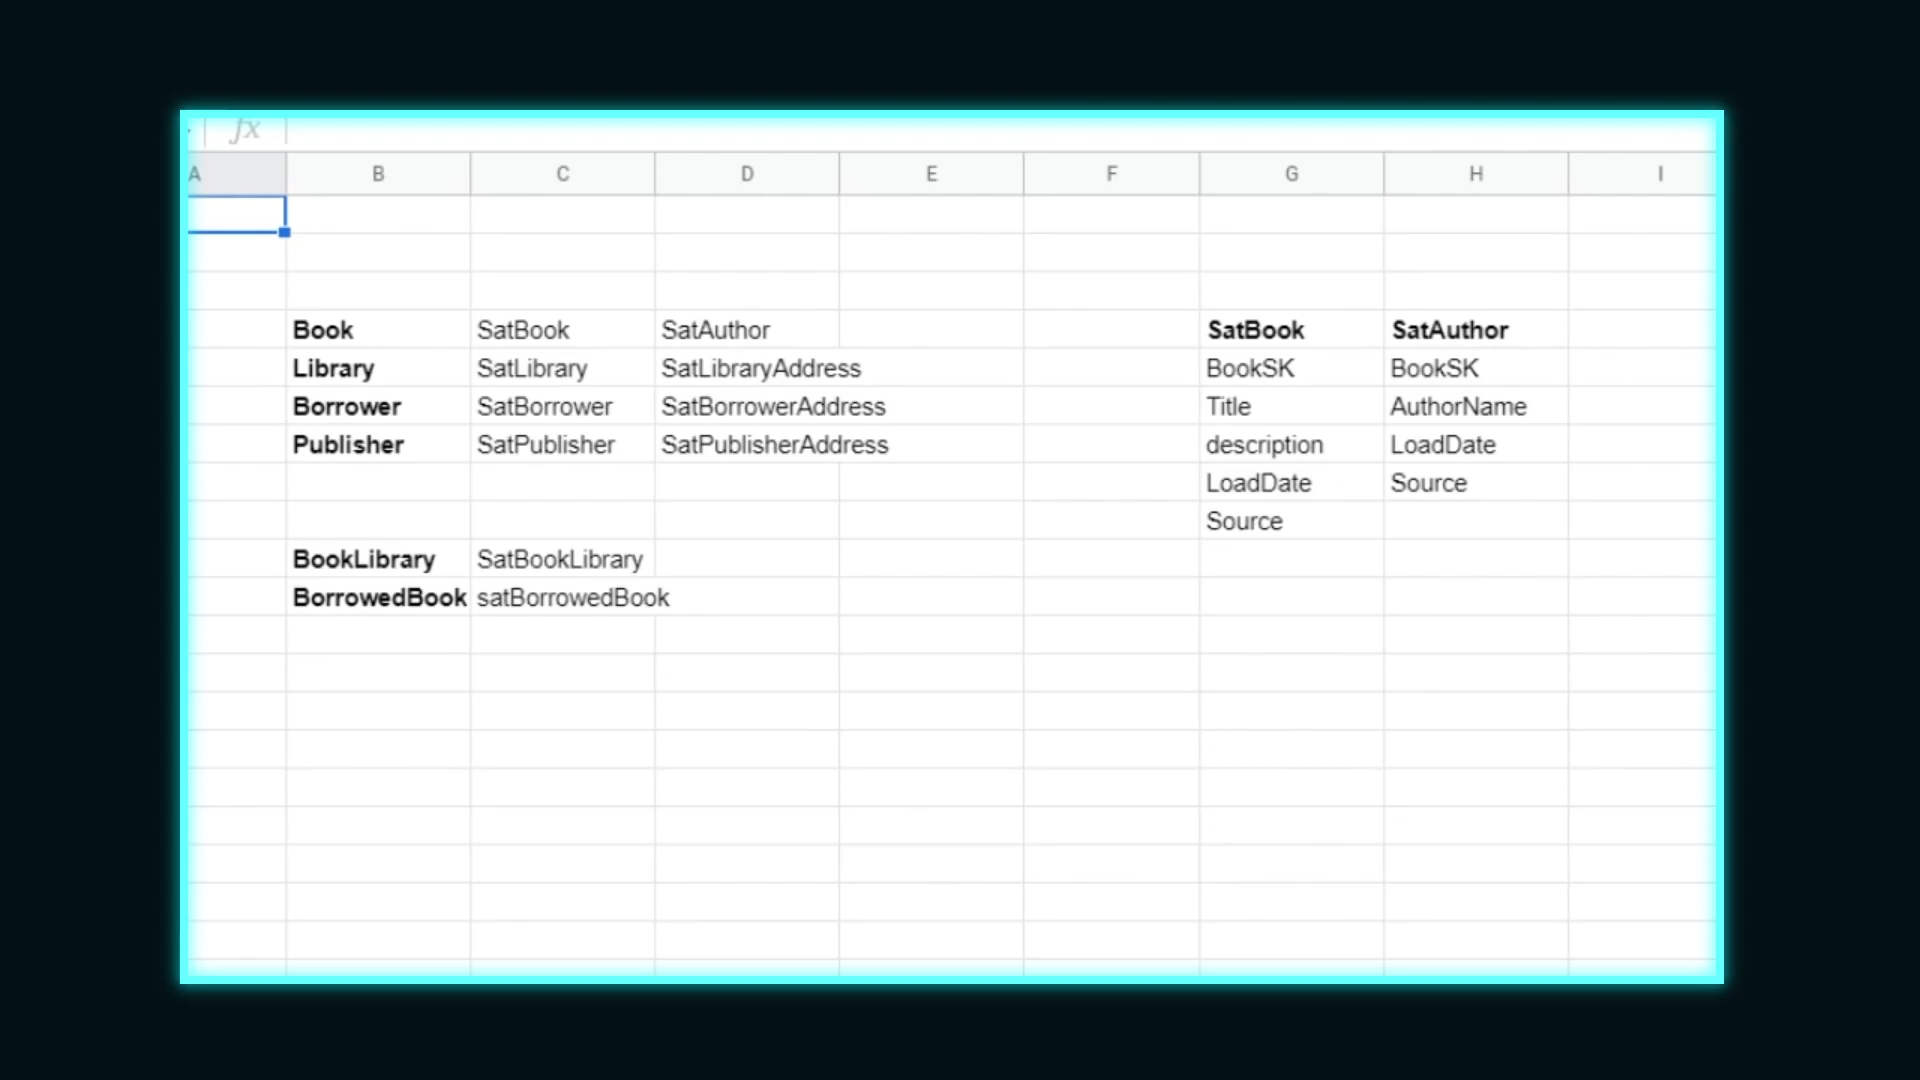 fx
A B C D E F G H I
Book SatBook SatAuthor SatBook SatAuthor
Library SatLibrary SatLibraryAddress BookSK BookSK
Borrower SatBorrower SatBorrowerAddress Title AuthorName
Publisher SatPublisher SatPublisherAddress description LoadDate
LoadDate Source
Source
BookLibrary SatBookLibrary
BorrowedBook satBorrowedBook